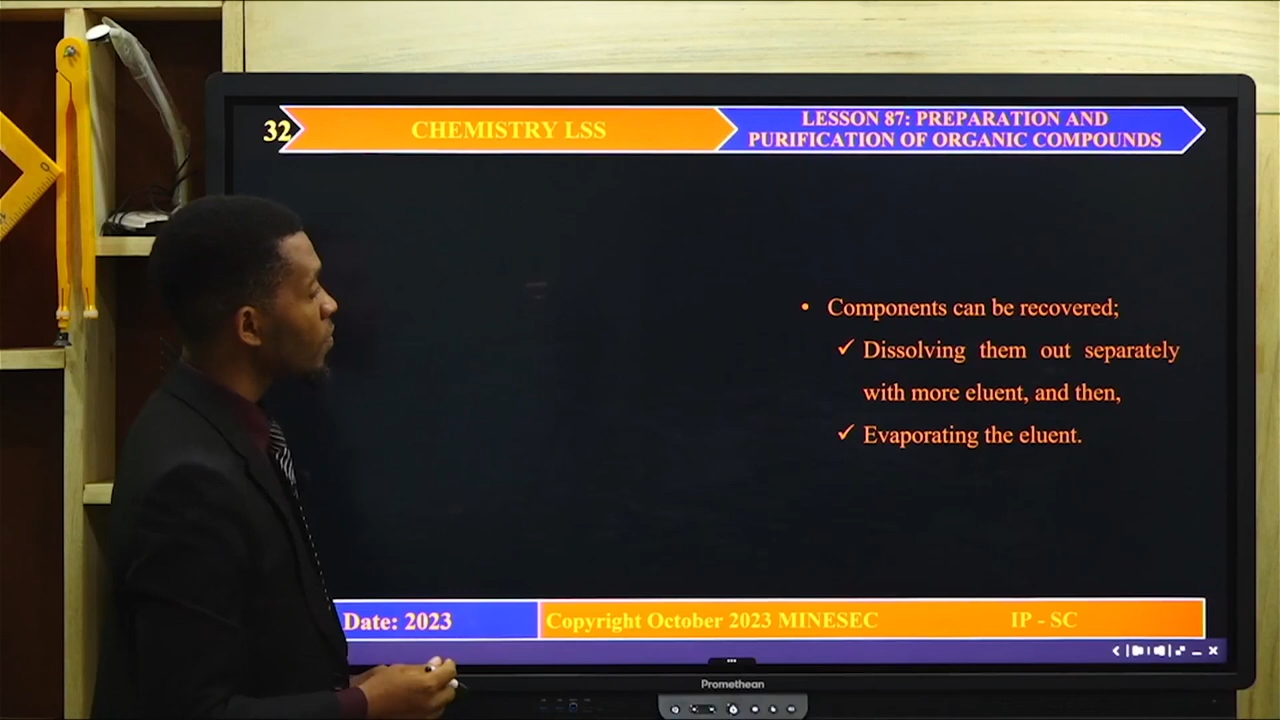 32
CHEMISTRY LSS
LESSON 87: PREPARATION AND
PURIFICATION OF ORGANIC COMPOUNDS
• Components can be recovered;
✓ Dissolving them out separately
with more eluent, and then,
✓ Evaporating the eluent.
Date: 2023
Copyright October 2023 MINESEC
IP - SC
Promethean